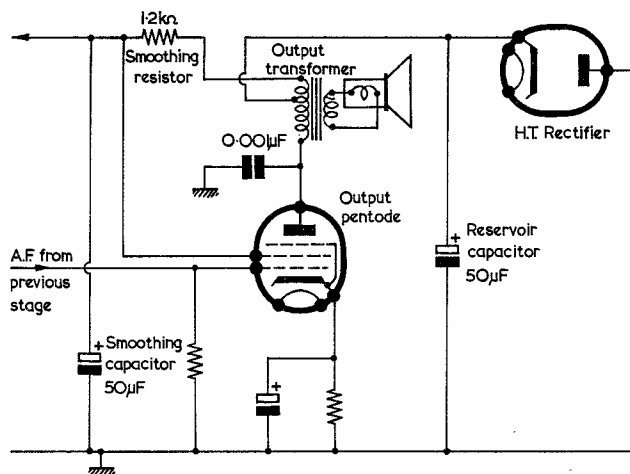 1·2kΩ
Smoothing
resistor
Output
transformer
H.T. Rectifier
0·001µF
Output
pentode
A.F. from
previous
stage
Reservoir
capacitor
50µF
Smoothing
capacitor
50µF